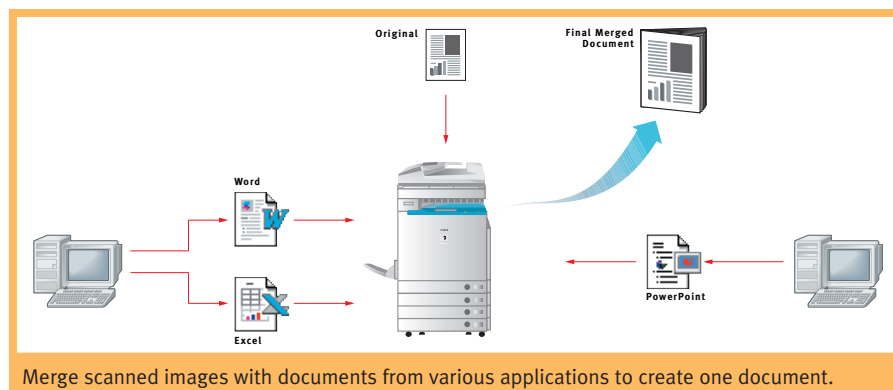 Original
Final Merged
Document
Word
Excel
PowerPoint
Merge scanned images with documents from various applications to create one document.